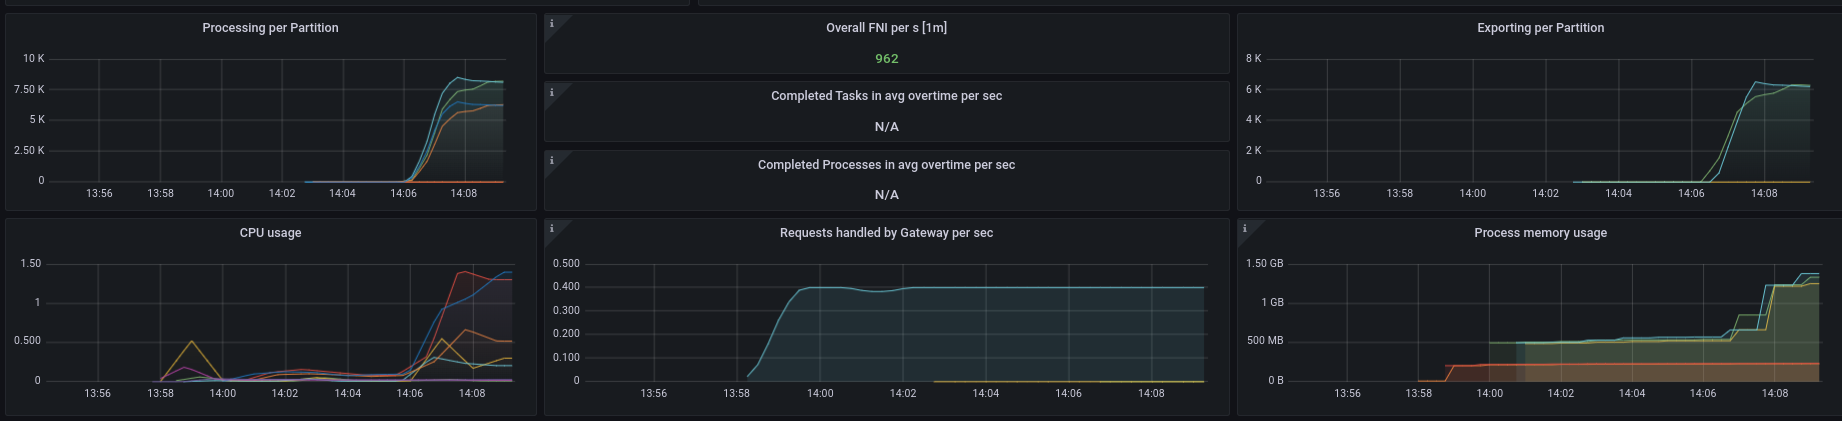 Processing per Partition
10 K
7.50 K
5 K
2.50 K
0
13:56 13:58 14:00 14:02 14:04 14:06 14:08
i
Overall FNI per s [1m]
962
i
Completed Tasks in avg overtime per sec
N/A
i
Completed Processes in avg overtime per sec
N/A
Exporting per Partition
8 K
6 K
4 K
2 K
0
13:56 13:58 14:00 14:02 14:04 14:06 14:08
CPU usage
1.50
1
0.500
0
13:56 13:58 14:00 14:02 14:04 14:06 14:08
i
Requests handled by Gateway per sec
0.500
0.400
0.300
0.200
0.100
0
13:56 13:58 14:00 14:02 14:04 14:06 14:08
i
Process memory usage
1.50 GB
1 GB
500 MB
0 B
13:56 13:58 14:00 14:02 14:04 14:06 14:08